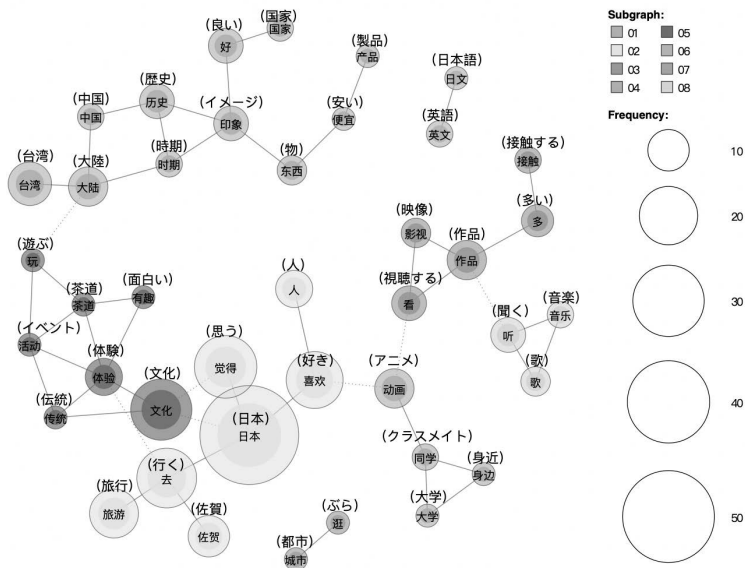 (国家)
国家
(良い)
好
(製品)
产品
(日本語)
日文
(歴史)
历史
(中国)
中国
(イメージ)
印象
(安い)
便宜
(英語)
英文
(時期)
时期
(物)
东西
(接触する)
接触
(台湾)
台湾
(大陸)
大陆
(多い)
多
(映像)
影视
(作品)
作品
(遊ぶ)
玩
(視聴する)
看
(人)
人
(茶道)
茶道
(面白い)
有趣
(聞く)
听
(音楽)
音乐
(イベント)
活动
(思う)
觉得
(体験)
体验
(好き)
喜欢
(アニメ)
动画
(歌)
歌
(文化)
文化
(伝統)
传统
(日本)
日本
(クラスメイト)
同学
(身近)
身边
(行く)
去
(旅行)
旅游
(佐賀)
佐贺
(大学)
大学
(ぶら)
逛
(都市)
城市
Subgraph:
01 05
02 06
03 07
04 08
Frequency:
10
20
30
40
50